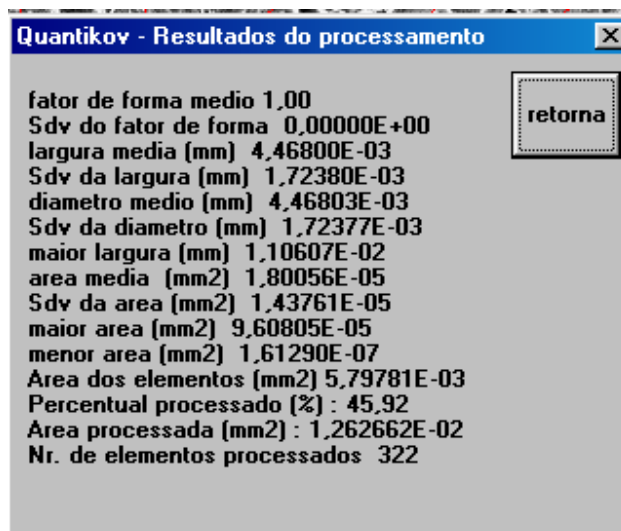 Quantikov - Resultados do processamento
retorna
fator de forma medio 1,00
Sdv do fator de forma 0,00000E+00
largura media (mm) 4,46800E-03
Sdv da largura (mm) 1,72380E-03
diametro medio (mm) 4,46803E-03
Sdv da diametro (mm) 1,72377E-03
maior largura (mm) 1,10607E-02
area media (mm2) 1,80056E-05
Sdv da area (mm2) 1,43761E-05
maior area (mm2) 9,60805E-05
menor area (mm2) 1,61290E-07
Area dos elementos (mm2) 5,79781E-03
Percentual processado (%) : 45,92
Area processada (mm2) : 1,262662E-02
Nr. de elementos processados 322